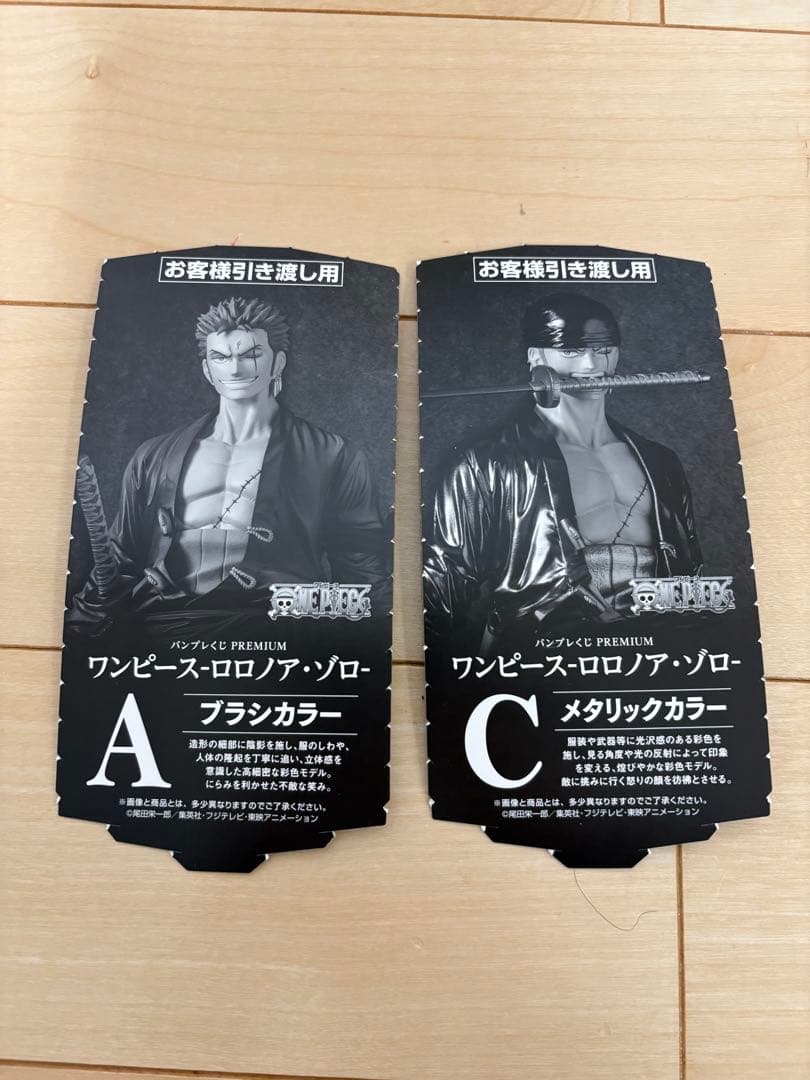 お客様引き渡し用
ONE PIECE
バンプレくじ PREMIUM
ワンピース-ロロノア・ゾロ-
A
ブラシカラー
造形の細部に陰影を施し、服のしわや、
人体の隆起を丁寧に追い、立体感を
意識した高細密な彩色モデル。
にらみを利かせた不敵な笑み。
※画像と商品とは、多少異なりますのでご了承ください。
©尾田栄一郎／集英社・フジテレビ・東映アニメーション
お客様引き渡し用
ONE PIECE
バンプレくじ PREMIUM
ワンピース-ロロノア・ゾロ-
C
メタリックカラー
服装や武器等に光沢感のある彩色を
施し、見る角度や光の反射によって印象
を変える、煌びやかな彩色モデル。
敵に挑みに行く怒りの顔を彷彿とさせる。
※画像と商品とは、多少異なりますのでご了承ください。
©尾田栄一郎／集英社・フジテレビ・東映アニメーション